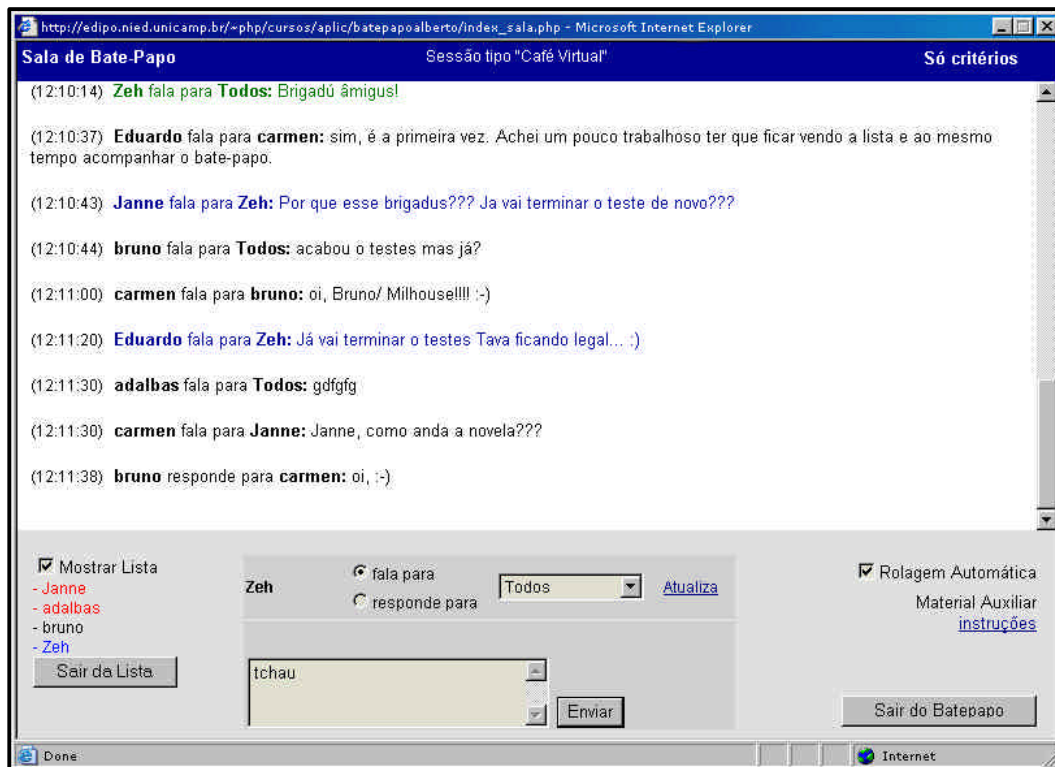 http://edipo.nied.unicamp.br/~php/cursos/aplic/batepapoalberto/index_sala.php - Microsoft Internet Explorer
Sala de Bate-Papo Sessão tipo "Café Virtual" Só critérios
(12:10:14) Zeh fala para Todos: Brigadú âmigus!
(12:10:37) Eduardo fala para carmen: sim, é a primeira vez. Achei um pouco trabalhoso ter que ficar vendo a lista e ao mesmo
tempo acompanhar o bate-papo.
(12:10:43) Janne fala para Zeh: Por que esse brigadus??? Ja vai terminar o teste de novo???
(12:10:44) bruno fala para Todos: acabou o testes mas já?
(12:11:00) carmen fala para bruno: oi, Bruno/ Milhouse!!!! :-)
(12:11:20) Eduardo fala para Zeh: Já vai terminar o testes Tava ficando legal... :)
(12:11:30) adalbas fala para Todos: gdfgfg
(12:11:30) carmen fala para Janne: Janne, como anda a novela???
(12:11:38) bruno responde para carmen: oi, :-)
Mostrar Lista
- Janne
- adalbas
- bruno
- Zeh
Sair da Lista
Zeh
fala para
responde para
Todos
Atualiza
tchau
Enviar
Rolagem Automática
Material Auxiliar
instruções
Sair do Batepapo
Done
Internet